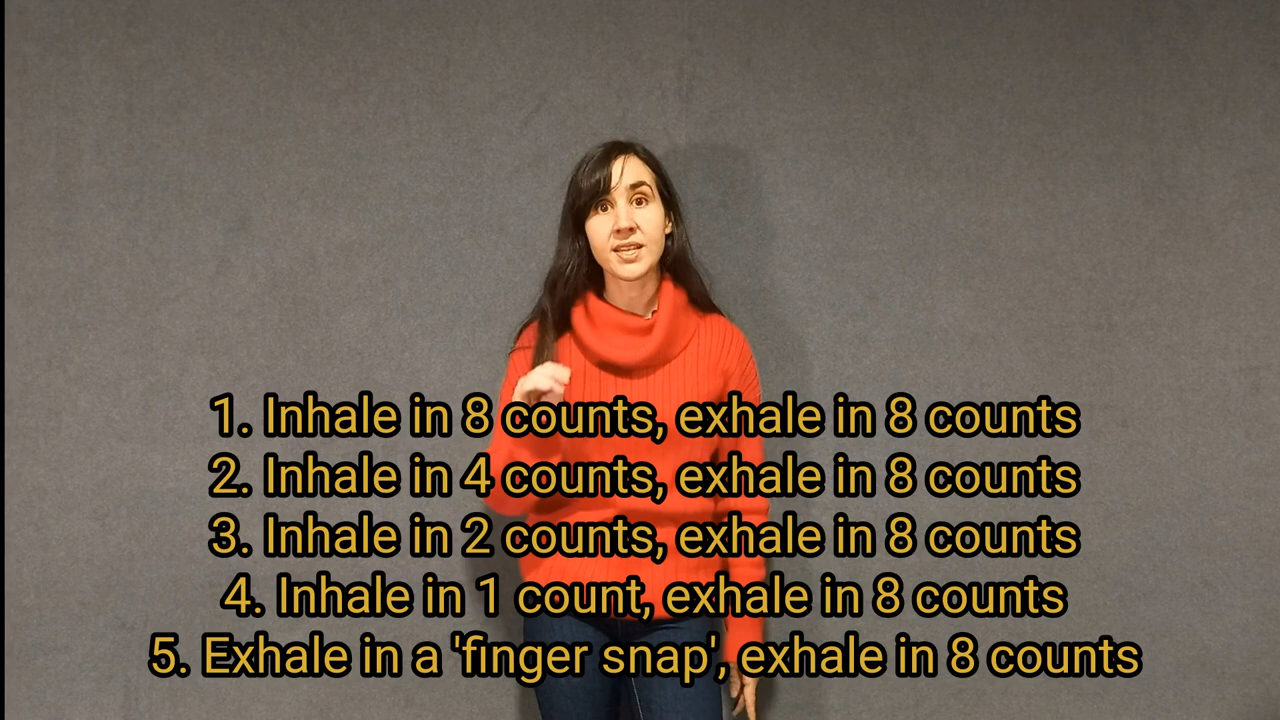 1. Inhale in 8 counts, exhale in 8 counts
2. Inhale in 4 counts, exhale in 8 counts
3. Inhale in 2 counts, exhale in 8 counts
4. Inhale in 1 count, exhale in 8 counts
5. Exhale in a 'finger snap', exhale in 8 counts